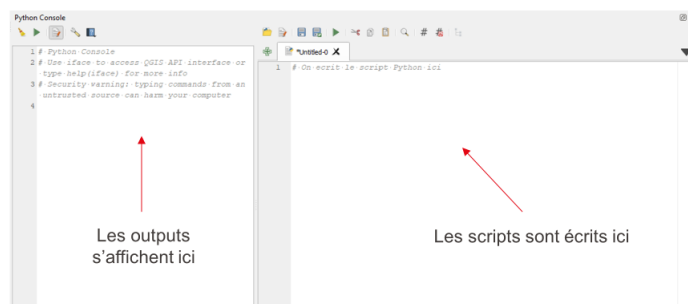 Python Console
*Untitled-0 X
1 # Python Console
2 # Use iface to access QGIS API interface or
type help(iface) for more info
3 # Security warning: typing commands from an
untrusted source can harm your computer
4
1 # On ecrit le script Python ici
Les outputs
s'affichent ici
Les scripts sont écrits ici